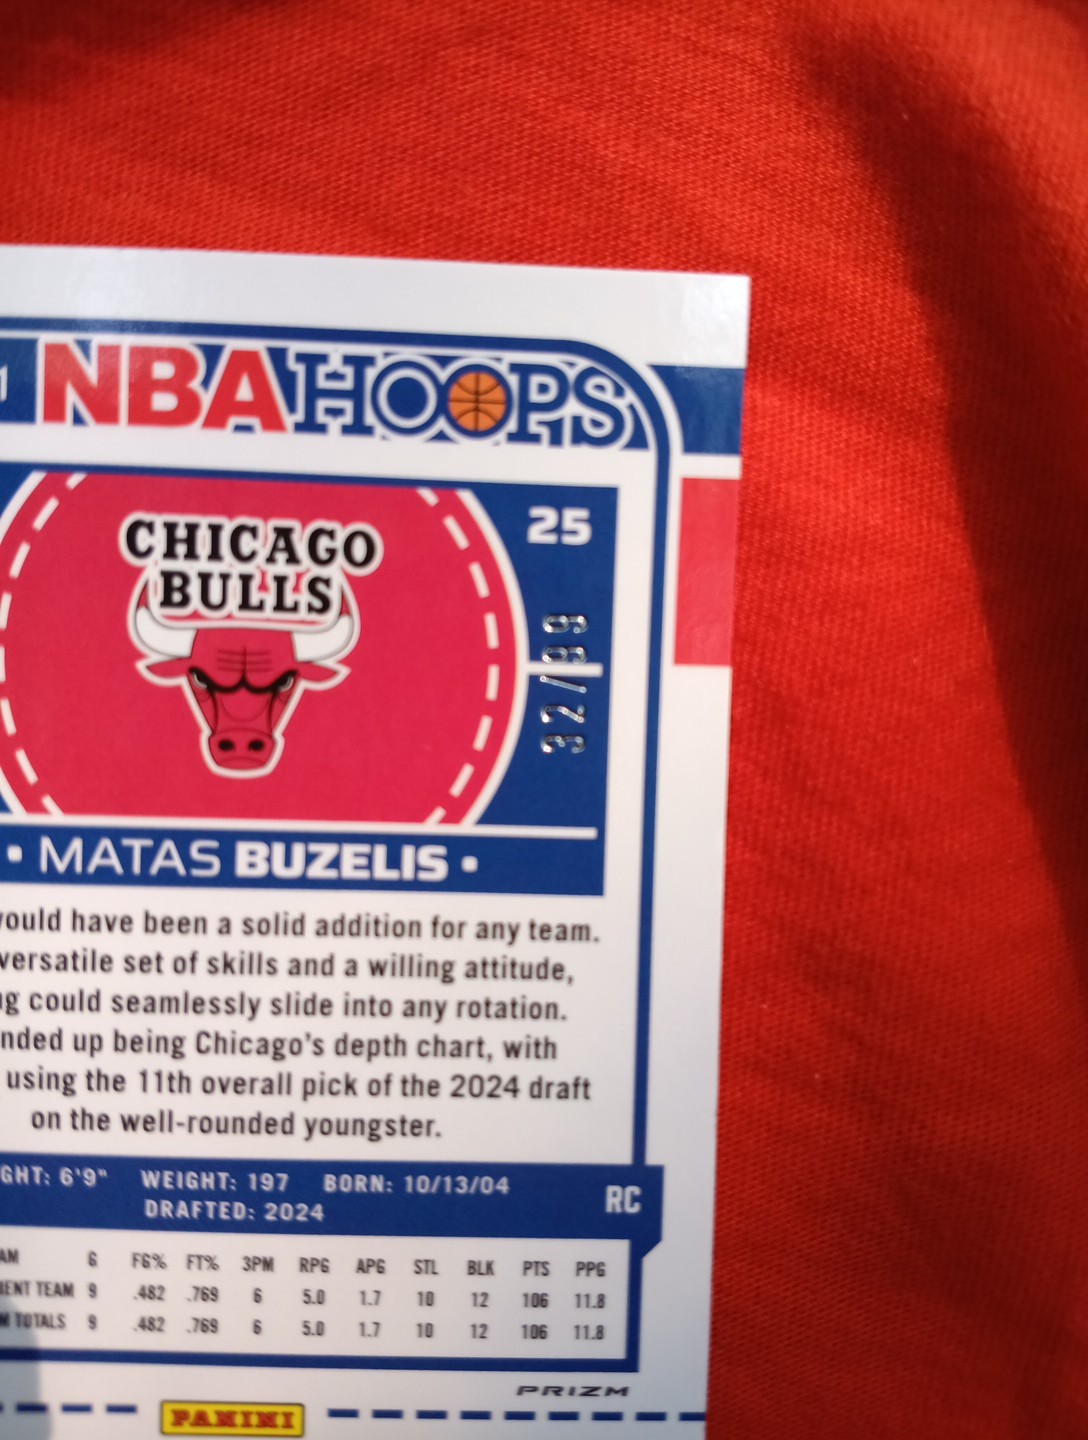 NBA HOOPS
CHICAGO
BULLS
25
32/99
• MATAS BUZELIS •
have been a solid addition for any team.
versatile set of skills and a willing attitude,
could seamlessly slide into any rotation.
up being Chicago's depth chart, with
using the 11th overall pick of the 2024 draft
on the well-rounded youngster.
6'9" WEIGHT: 197 BORN: 10/13/04
DRAFTED: 2024
RC
G FG% FT% 3PM RPG APG STL BLK PTS PPG
TEAM 9 .482 .769 6 5.0 1.7 10 12 106 11.8
TOTALS 9 .482 .769 6 5.0 1.7 10 12 106 11.8
PRIZM
PANINI